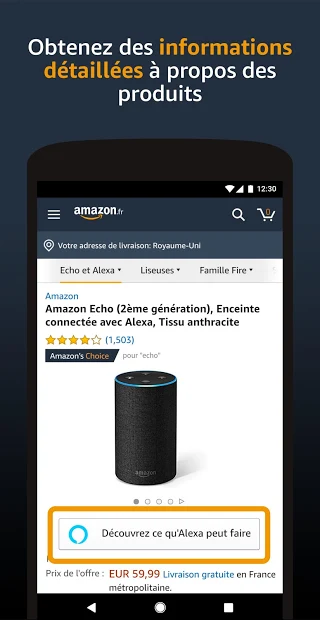 Obtenez des informations
détaillées à propos des
produits
12:30
amazon.fr
0
Votre adresse de livraison: Royaume-Uni
Echo et Alexa Liseuses Famille Fire
Amazon
Amazon Echo (2ème génération), Enceinte
connectée avec Alexa, Tissu anthracite
(1,503)
Amazon's Choice pour "echo"
amazon
Découvrez ce qu'Alexa peut faire
Prix de l'offre : EUR 59,99 Livraison gratuite en France
métropolitaine.